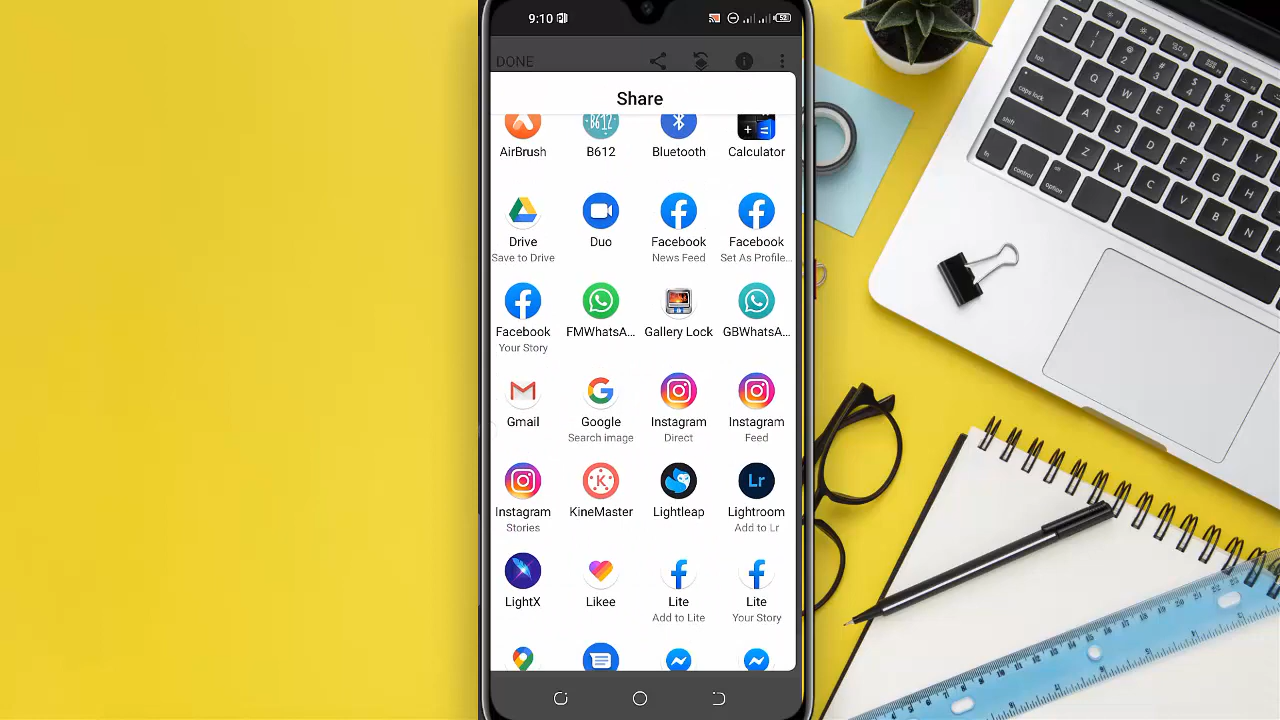 9:10
DONE
Share
AirBrush B612 Bluetooth Calculator
Drive Duo Facebook Facebook
Save to Drive News Feed Set As Profile...
Facebook FMWhatsA... Gallery Lock GBWhatsA...
Your Story
Gmail Google Instagram Instagram
Search image Direct Feed
Instagram KineMaster Lightleap Lightroom
Stories Add to Lr
LightX Likee Lite Lite
Add to Lite Your Story